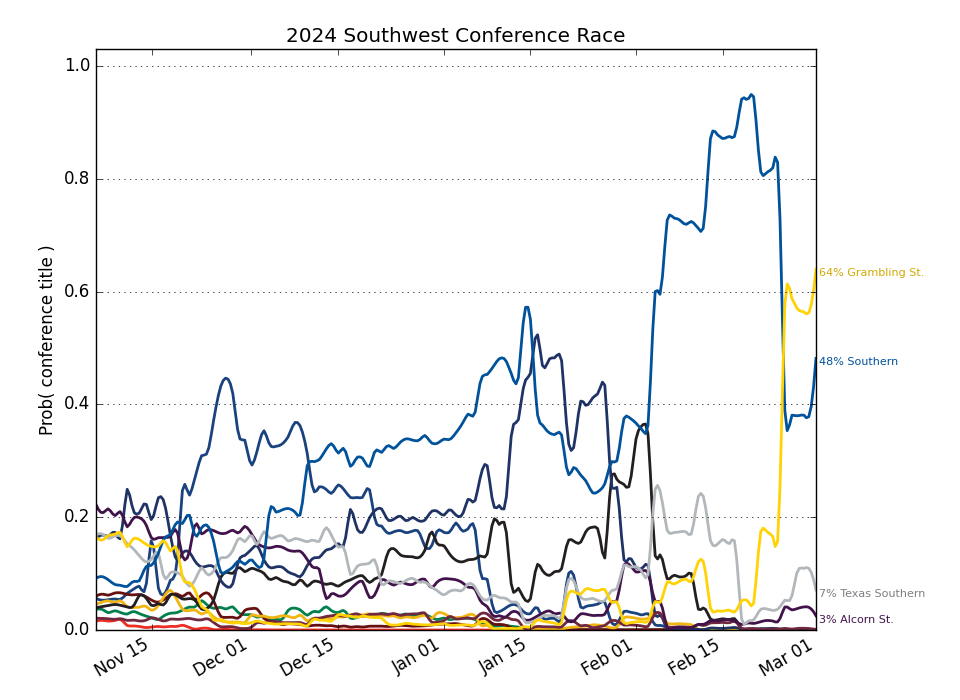 2024 Southwest Conference Race
Prob( conference title )
1.0
0.8
0.6
0.4
0.2
0.0
Nov 15
Dec 01
Dec 15
Jan 01
Jan 15
Feb 01
Feb 15
Mar 01
64% Grambling St.
48% Southern
7% Texas Southern
3% Alcorn St.